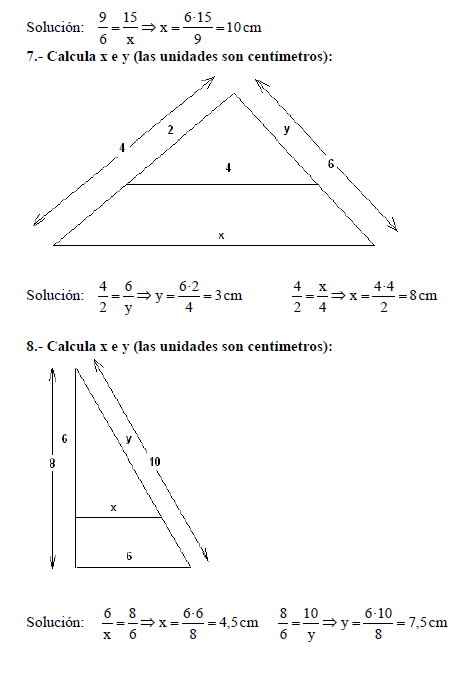 Solución: 9/6 = 15/x ⇒ x = 6·15/9 = 10 cm
7.- Calcula x e y (las unidades son centímetros):
2
y
4
4
6
x
Solución: 4/2 = 6/y ⇒ y = 6·2/4 = 3 cm 4/2 = x/4 ⇒ x = 4·4/2 = 8 cm
8.- Calcula x e y (las unidades son centímetros):
6
y
8
10
x
6
Solución: 6/x = 8/6 ⇒ x = 6·6/8 = 4,5 cm 8/6 = 10/y ⇒ y = 6·10/8 = 7,5 cm